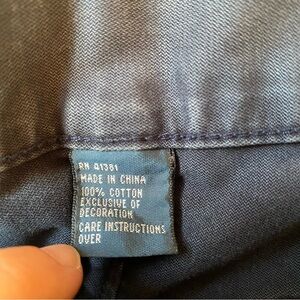 RN 41381
MADE IN CHINA
100% COTTON
EXCLUSIVE OF
DECORATION
CARE INSTRUCTIONS
OVER